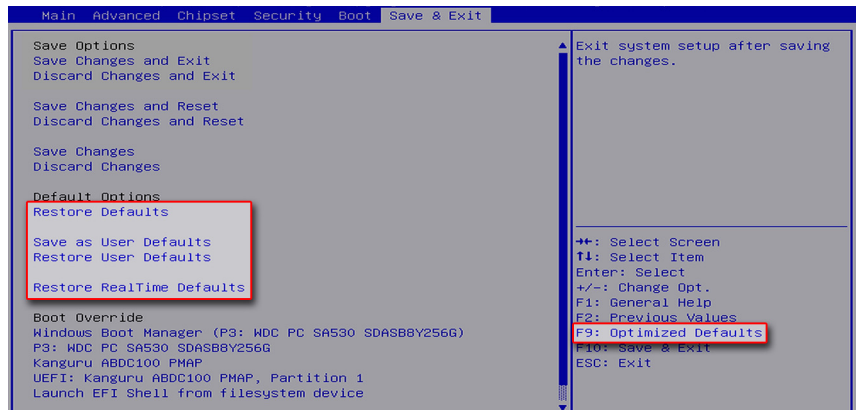 Main Advanced Chipset Security Boot Save & Exit
Save Options
Save Changes and Exit
Discard Changes and Exit
Save Changes and Reset
Discard Changes and Reset
Save Changes
Discard Changes
Default Options
Restore Defaults
Save as User Defaults
Restore User Defaults
Restore RealTime Defaults
Boot Override
Windows Boot Manager (P3: WDC PC SA530 SDASB8Y256G)
P3: WDC PC SA530 SDASB8Y256G
Kanguru ABDC100 PMAP
UEFI: Kanguru ABDC100 PMAP, Partition 1
Launch EFI Shell from filesystem device
Exit system setup after saving
the changes.
→←: Select Screen
↑↓: Select Item
Enter: Select
+/-: Change Opt.
F1: General Help
F2: Previous Values
F9: Optimized Defaults
F10: Save & Exit
ESC: Exit